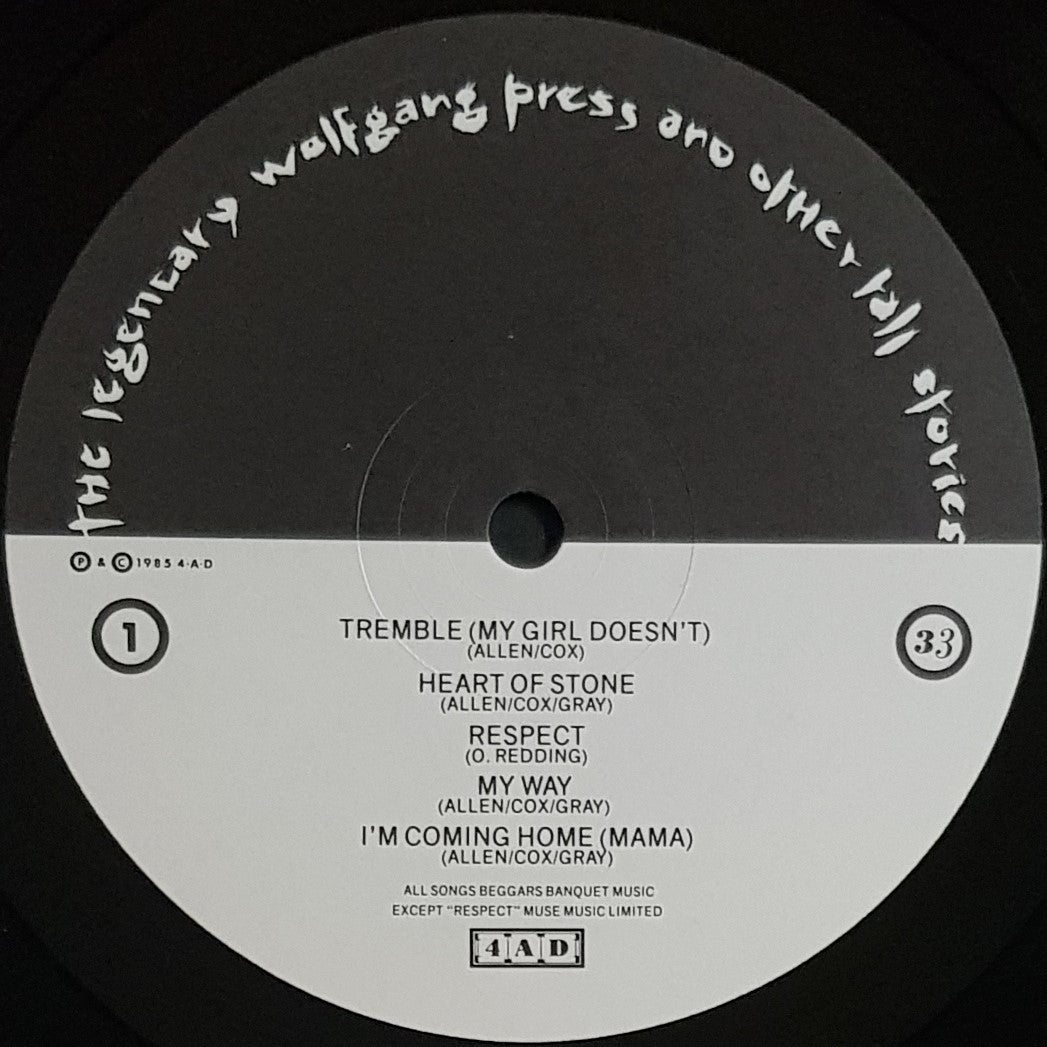 the legendary wolfgang press and other tall stories
Ⓟ & © 1985 4·A·D
1
33
TREMBLE (MY GIRL DOESN'T)
(ALLEN/COX)
HEART OF STONE
(ALLEN/COX/GRAY)
RESPECT
(O. REDDING)
MY WAY
(ALLEN/COX/GRAY)
I'M COMING HOME (MAMA)
(ALLEN/COX/GRAY)
ALL SONGS BEGGARS BANQUET MUSIC
EXCEPT "RESPECT" MUSE MUSIC LIMITED
4AD